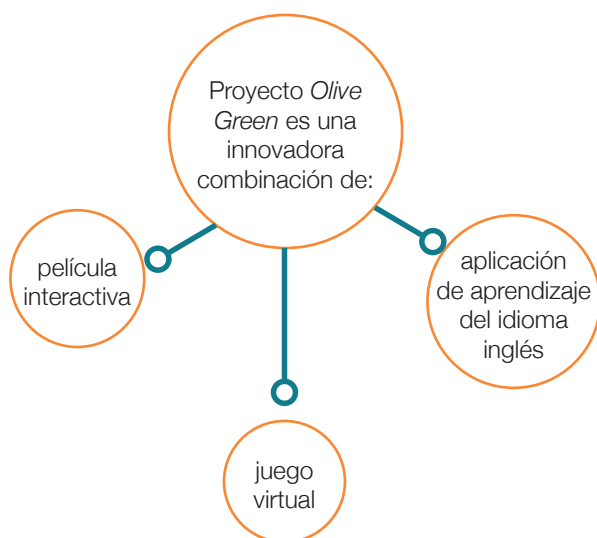 Proyecto Olive
Green es una
innovadora
combinación de:
película
interactiva
aplicación
de aprendizaje
del idioma
inglés
juego
virtual